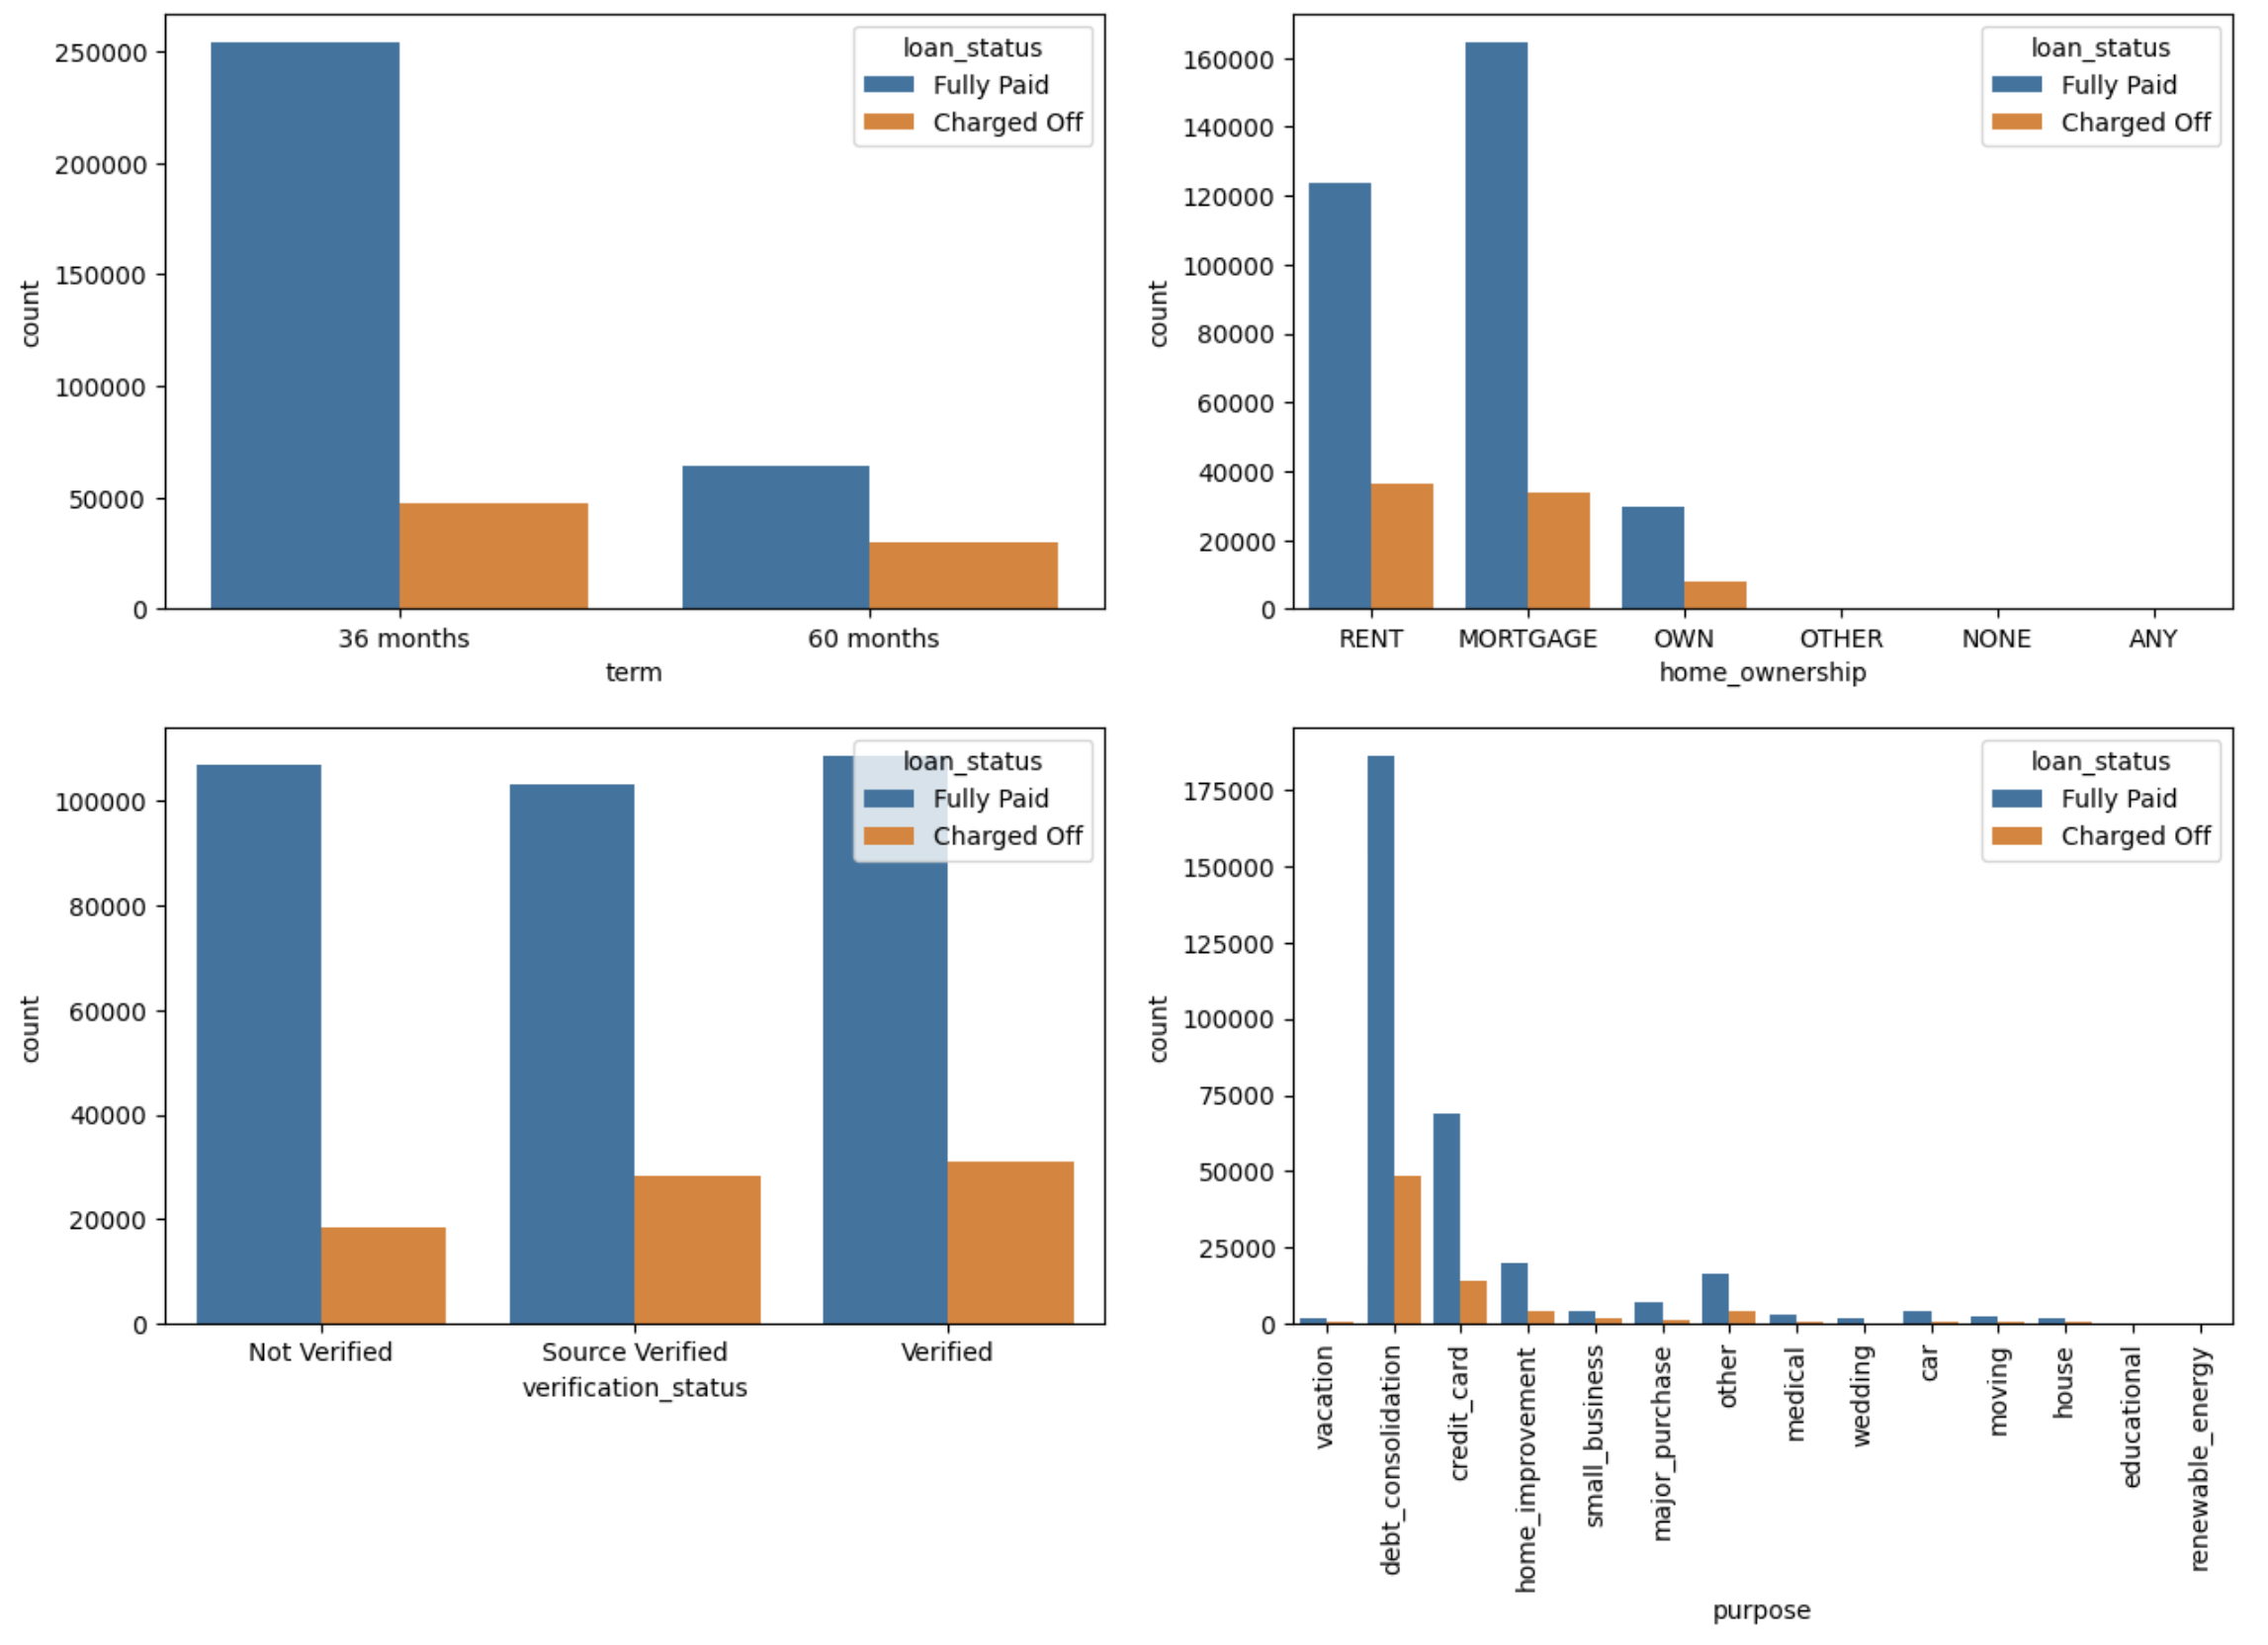 loan_status
Fully Paid
Charged Off
250000
200000
150000
100000
50000
0
count
36 months
60 months
term
loan_status
Fully Paid
Charged Off
160000
140000
120000
100000
80000
60000
40000
20000
0
count
RENT
MORTGAGE
OWN
OTHER
NONE
ANY
home_ownership
loan_status
Fully Paid
Charged Off
100000
80000
60000
40000
20000
0
count
Not Verified
Source Verified
Verified
verification_status
loan_status
Fully Paid
Charged Off
175000
150000
125000
100000
75000
50000
25000
0
count
vacation
debt_consolidation
credit_card
home_improvement
small_business
major_purchase
other
medical
wedding
car
moving
house
educational
renewable_energy
purpose